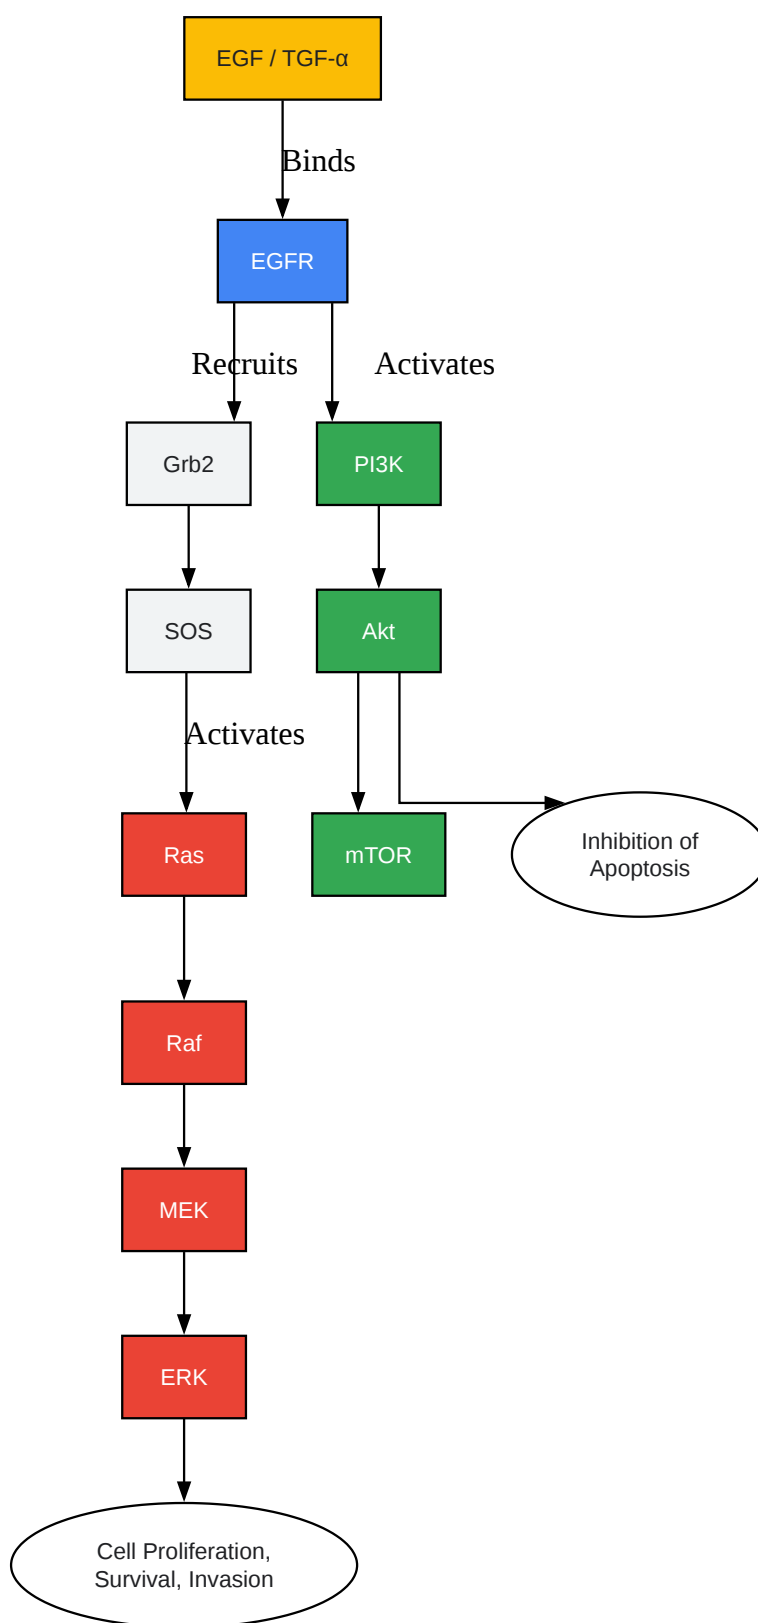 EGF / TGF-α
Binds
EGFR
Recruits
Activates
Grb2
PI3K
SOS
Akt
Activates
Ras
mTOR
Inhibition of
Apoptosis
Raf
MEK
ERK
Cell Proliferation,
Survival, Invasion